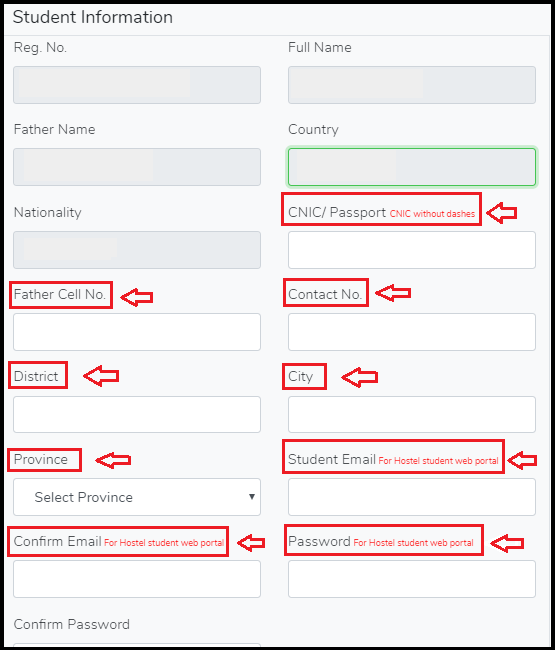 Student Information
Reg. No.
Full Name
Father Name
Country
Nationality
CNIC/ Passport CNIC without dashes
Father Cell No.
Contact No.
District
City
Province
Student Email For Hostel student web portal
Select Province
Confirm Email For Hostel student web portal
Password For Hostel student web portal
Confirm Password